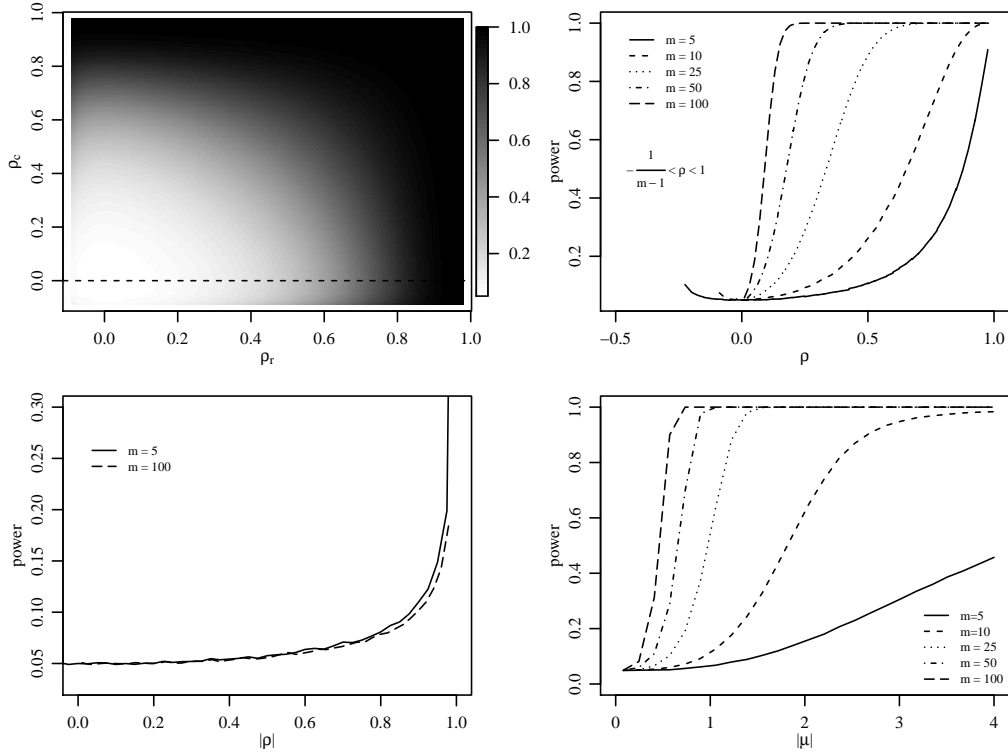 1.0
0.8
0.6
0.4
0.2
0.0
ρc
0.0 0.2 0.4 0.6 0.8 1.0
ρr
1.0
0.8
0.6
0.4
0.2
1.0
0.8
0.6
0.4
0.2
power
m = 5
m = 10
m = 25
m = 50
m = 100
− 1 / m − 1 < ρ < 1
−0.5 0.0 0.5 1.0
ρ
0.30
0.25
0.20
0.15
0.10
0.05
power
m = 5
m = 100
0.0 0.2 0.4 0.6 0.8 1.0
|ρ|
1.0
0.8
0.6
0.4
0.2
0.0
power
m=5
m=10
m = 25
m = 50
m = 100
0 1 2 3 4
|μ|